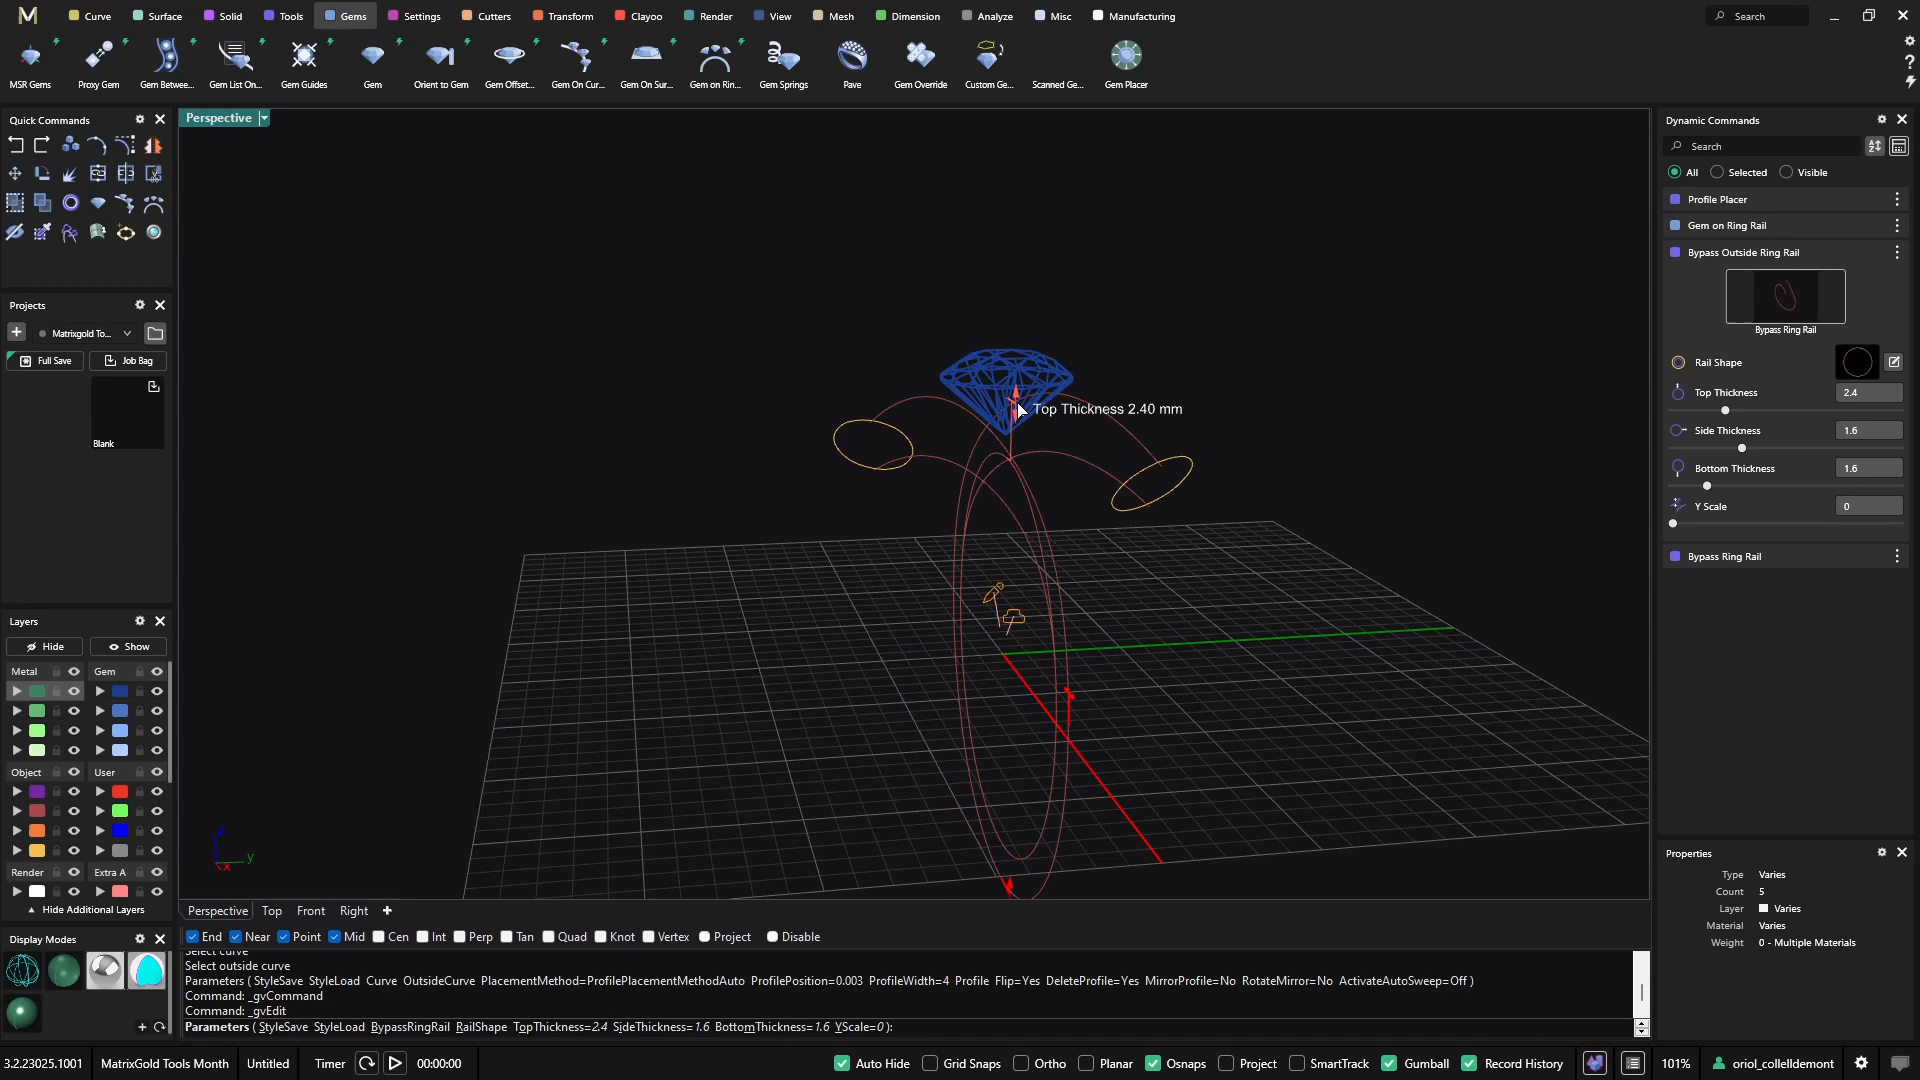 M
Curve
Surface
Solid
Tools
Gems
Settings
Cutters
Transform
Clayoo
Render
View
Mesh
Dimension
Analyze
Misc
Manufacturing
Search
MSR Gems
Proxy Gem
Gem Betwee...
Gem List On...
Gem Guides
Gem
Orient to Gem
Gem Offset...
Gem On Cur...
Gem On Sur...
Gem on Rin...
Gem Springs
Pave
Gem Override
Custom Ge...
Scanned Ge...
Gem Placer
Quick Commands
Projects
Matrixgold To...
Full Save
Job Bag
Blank
Layers
Hide
Show
Metal
Gem
Object
User
Render
Extra A
Hide Additional Layers
Display Modes
Perspective
Top Thickness 2.40 mm
z
y
x
Perspective
Top
Front
Right
End
Near
Point
Mid
Cen
Int
Perp
Tan
Quad
Knot
Vertex
Project
Disable
Select curve
Select outside curve
Parameters ( StyleSave StyleLoad Curve OutsideCurve PlacementMethod=ProfilePlacementMethodAuto ProfilePosition=0.003 ProfileWidth=4 Profile Flip=Yes DeleteProfile=Yes MirrorProfile=No RotateMirror=No ActivateAutoSweep=Off )
Command: _gvCommand
Command: _gvEdit
Parameters ( StyleSave StyleLoad BypassRingRail RailShape TopThickness=2.4 SideThickness=1.6 BottomThickness=1.6 YScale=0 ):
Dynamic Commands
Search
All
Selected
Visible
Profile Placer
Gem on Ring Rail
Bypass Outside Ring Rail
Bypass Ring Rail
Rail Shape
Top Thickness
2.4
Side Thickness
1.6
Bottom Thickness
1.6
Y Scale
0
Bypass Ring Rail
Properties
Type Varies
Count 5
Layer Varies
Material Varies
Weight 0 - Multiple Materials
3.2.23025.1001
MatrixGold Tools Month
Untitled
Timer
00:00:00
Auto Hide
Grid Snaps
Ortho
Planar
Osnaps
Project
SmartTrack
Gumball
Record History
101%
oriol_collelldemont